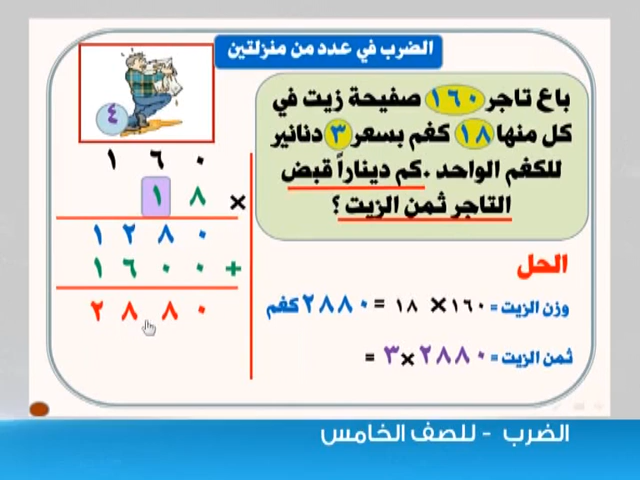 الضرب في عدد من منزلتين
باع تاجر ١٦٠ صفيحة زيت في
كل منها ١٨ كغم بسعر ٣ دنانير
للكغم الواحد .كم ديناراً قبض
التاجر ثمن الزيت ؟
٤
١ ٦ ٠
١ ٨ ×
١ ٢ ٨ ٠
١ ٦ ٠ ٠ +
٢ ٨ ٨ ٠
الحل
وزن الزيت = ١٦٠ × ١٨ = ٢٨٨٠ كغم
ثمن الزيت = ٢٨٨٠ × ٣ =
الضرب - للصف الخامس